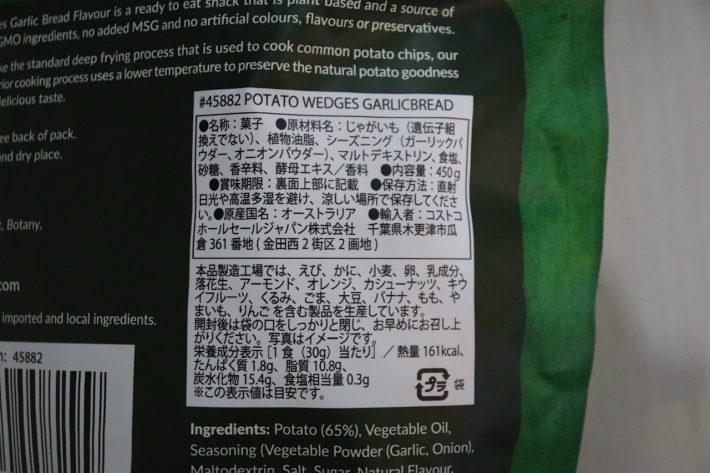 es Garlic Bread Flavour is a ready to eat snack that is plant based and a source of
GMO ingredients, no added MSG and no artificial colours, flavours or preservatives.
ke the standard deep frying process that is used to cook common potato chips, our
rior cooking process uses a lower temperature to preserve the natural potato goodness
delicious taste.
ee back of pack.
nd dry place.
t, Botany,
com
imported and local ingredients.
n: 45882
#45882 POTATO WEDGES GARLICBREAD
●名称：菓子 ●原材料名：じゃがいも（遺伝子組
換えでない）、植物油脂、シーズニング（ガーリックパ
ウダー、オニオンパウダー）、マルトデキストリン、食塩、
砂糖、香辛料、酵母エキス／香料 ●内容量：450g
●賞味期限：裏面上部に記載 ●保存方法：直射
日光や高温多湿を避け、涼しい場所で保存してくださ
い。●原産国名：オーストラリア ●輸入者：コストコ
ホールセールジャパン株式会社 千葉県木更津市瓜
倉 361 番地（金田西 2 街区 2 画地）
本品製造工場では、えび、かに、小麦、卵、乳成分、
落花生、アーモンド、オレンジ、カシューナッツ、キウ
イフルーツ、くるみ、ごま、大豆、バナナ、もも、や
まいも、りんごを含む製品を生産しています。
開封後は袋の口をしっかりと閉じ、お早めにお召し上
がりください。写真はイメージです。
栄養成分表示［1 食（30g）当たり］／熱量 161kcal、
たんぱく質 1.8g、脂質 10.8g、
炭水化物 15.4g、食塩相当量 0.3g
※この表示値は目安です。
プラ 袋
Ingredients: Potato (65%), Vegetable Oil,
Seasoning (Vegetable Powder (Garlic, Onion),
Maltodextrin, Salt, Sugar, Natural Flavour,